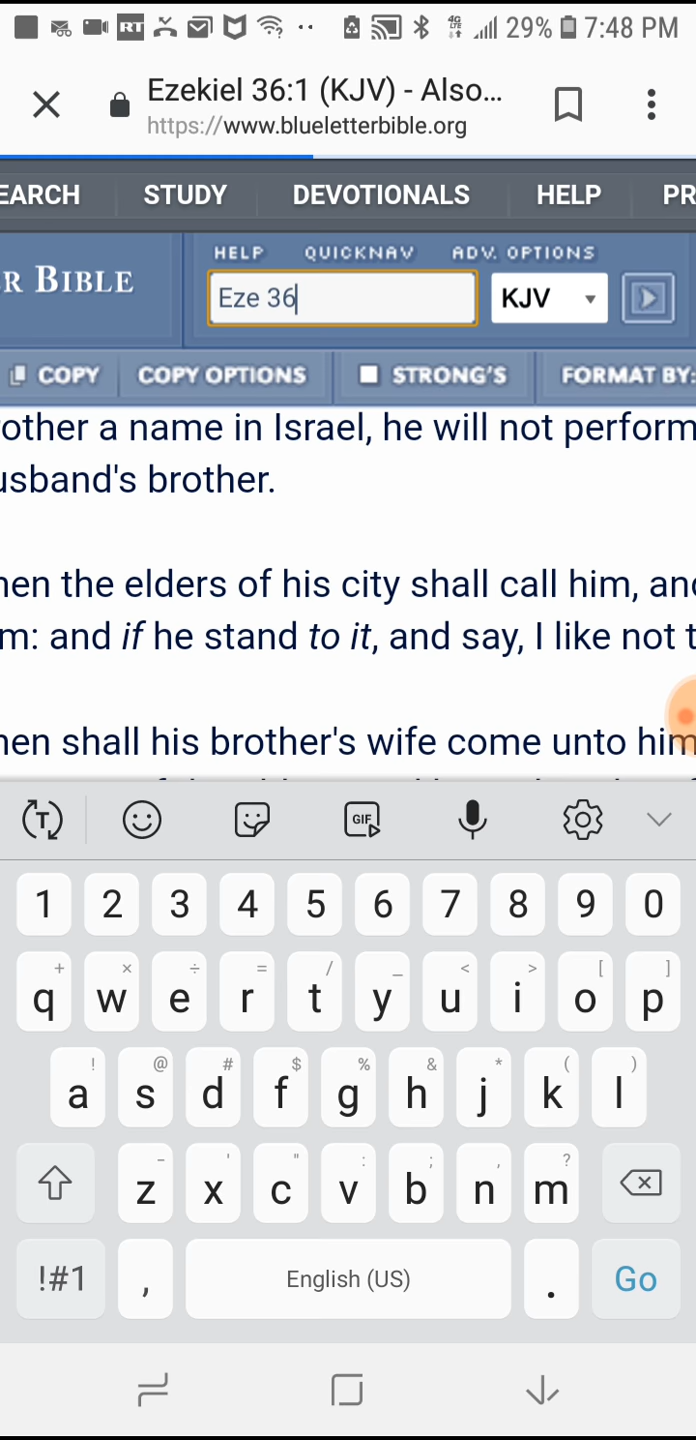 RT 4G LTE 29% 7:48 PM
Ezekiel 36:1 (KJV) - Also...
https://www.blueletterbible.org
EARCH STUDY DEVOTIONALS HELP PR
HELP QUICKNAV ADV. OPTIONS
R BIBLE Eze 36 KJV
COPY COPY OPTIONS STRONG'S FORMAT BY:
other a name in Israel, he will not perform
usband's brother.
hen the elders of his city shall call him, and
m: and if he stand to it, and say, I like not t
hen shall his brother's wife come unto him
T GIF
1 2 3 4 5 6 7 8 9 0
+ × ÷ = / _ < > [ ]
q w e r t y u i o p
! @ # $ % & * ( )
a s d f g h j k l
- ' " : ; , ?
z x c v b n m
!#1 , English (US) . Go